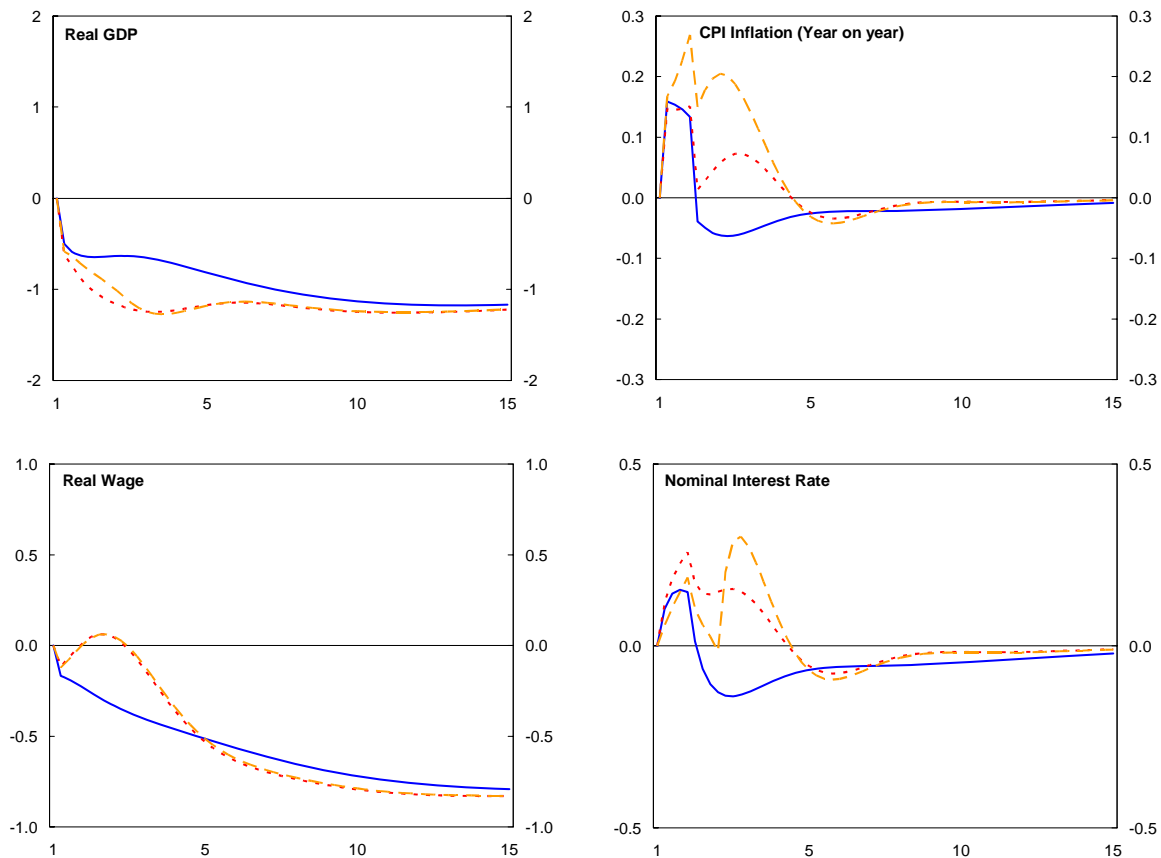 2 2 0.3 0.3
Real GDP CPI Inflation (Year on year)
0.2 0.2
1 1
0.1 0.1
0 0 0.0 0.0
-0.1 -0.1
-1 -1
-0.2 -0.2
-2 -2 -0.3 -0.3
1 5 10 15 1 5 10 15
1.0 1.0 0.5 0.5
Real Wage Nominal Interest Rate
0.5 0.5
0.0 0.0 0.0 0.0
-0.5 -0.5
-1.0 -1.0 -0.5 -0.5
1 5 10 15 1 5 10 15